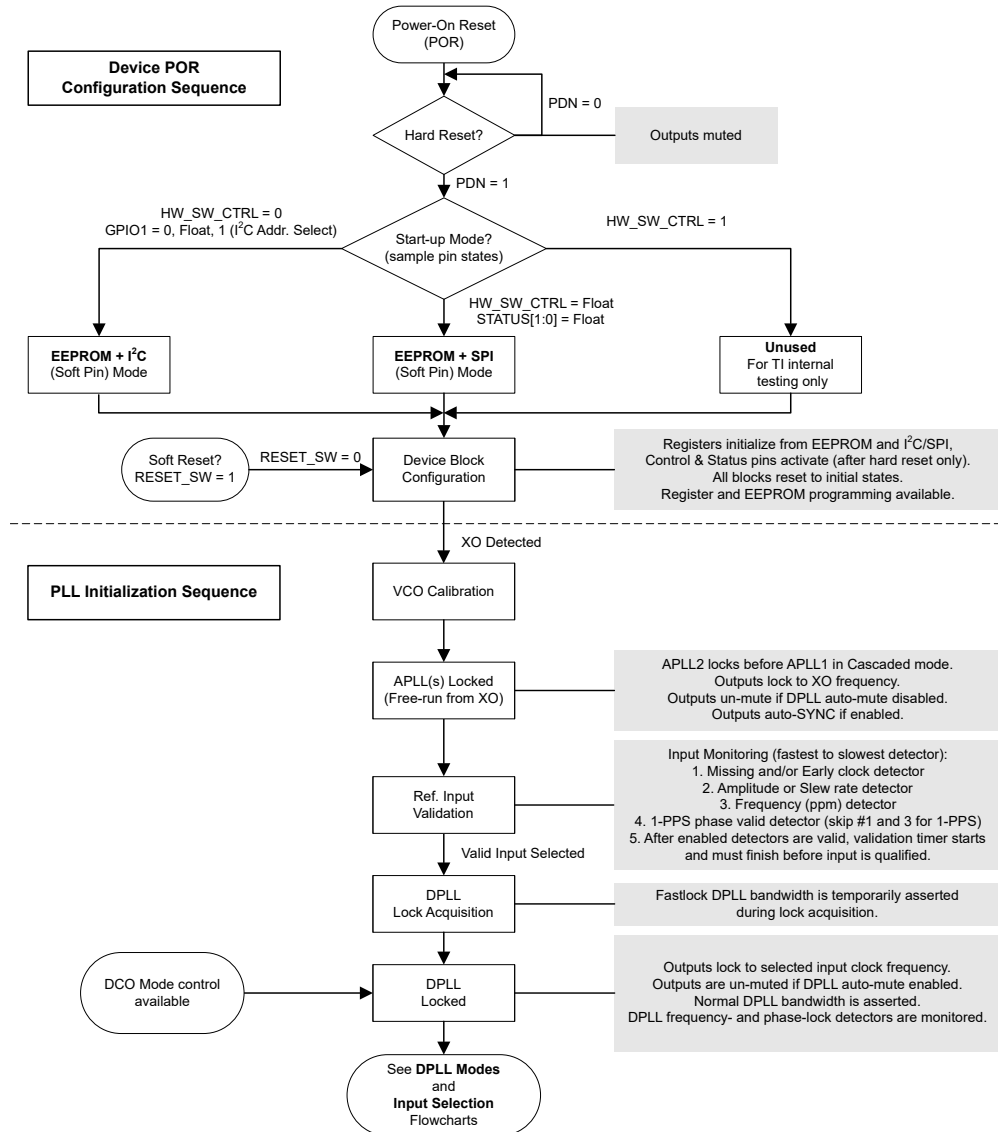 Power-On Reset
(POR)
Device POR
Configuration Sequence
PDN = 0
Hard Reset?
Outputs muted
PDN = 1
HW_SW_CTRL = 0
GPIO1 = 0, Float, 1 (I²C Addr. Select)
HW_SW_CTRL = 1
Start-up Mode?
(sample pin states)
HW_SW_CTRL = Float
STATUS[1:0] = Float
EEPROM + I²C
(Soft Pin) Mode
EEPROM + SPI
(Soft Pin) Mode
Unused
For TI internal
testing only
Soft Reset?
RESET_SW = 1
RESET_SW = 0
Device Block
Configuration
Registers initialize from EEPROM and I²C/SPI,
Control & Status pins activate (after hard reset only).
All blocks reset to initial states.
Register and EEPROM programming available.
XO Detected
PLL Initialization Sequence
VCO Calibration
APLL(s) Locked
(Free-run from XO)
APLL2 locks before APLL1 in Cascaded mode.
Outputs lock to XO frequency.
Outputs un-mute if DPLL auto-mute disabled.
Outputs auto-SYNC if enabled.
Ref. Input
Validation
Input Monitoring (fastest to slowest detector):
1. Missing and/or Early clock detector
2. Amplitude or Slew rate detector
3. Frequency (ppm) detector
4. 1-PPS phase valid detector (skip #1 and 3 for 1-PPS)
5. After enabled detectors are valid, validation timer starts
and must finish before input is qualified.
Valid Input Selected
DPLL
Lock Acquisition
Fastlock DPLL bandwidth is temporarily asserted
during lock acquisition.
DCO Mode control
available
DPLL
Locked
Outputs lock to selected input clock frequency.
Outputs are un-muted if DPLL auto-mute enabled.
Normal DPLL bandwidth is asserted.
DPLL frequency- and phase-lock detectors are monitored.
See DPLL Modes
and
Input Selection
Flowcharts